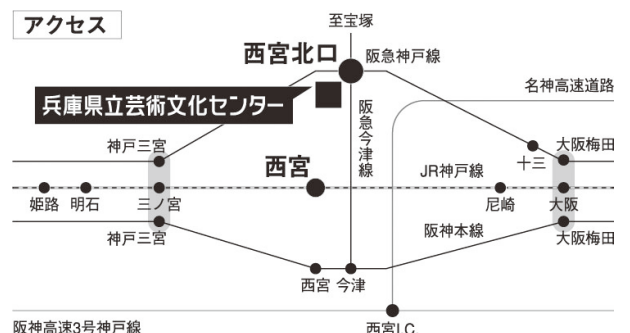 アクセス
至宝塚
西宮北口
阪急神戸線
名神高速道路
兵庫県立芸術文化センター
阪急今津線
神戸三宮
大阪梅田
十三
西宮
JR神戸線
姫路
明石
三ノ宮
尼崎
大阪
神戸三宮
阪神本線
大阪梅田
西宮
今津
阪神高速3号神戸線
西宮I.C